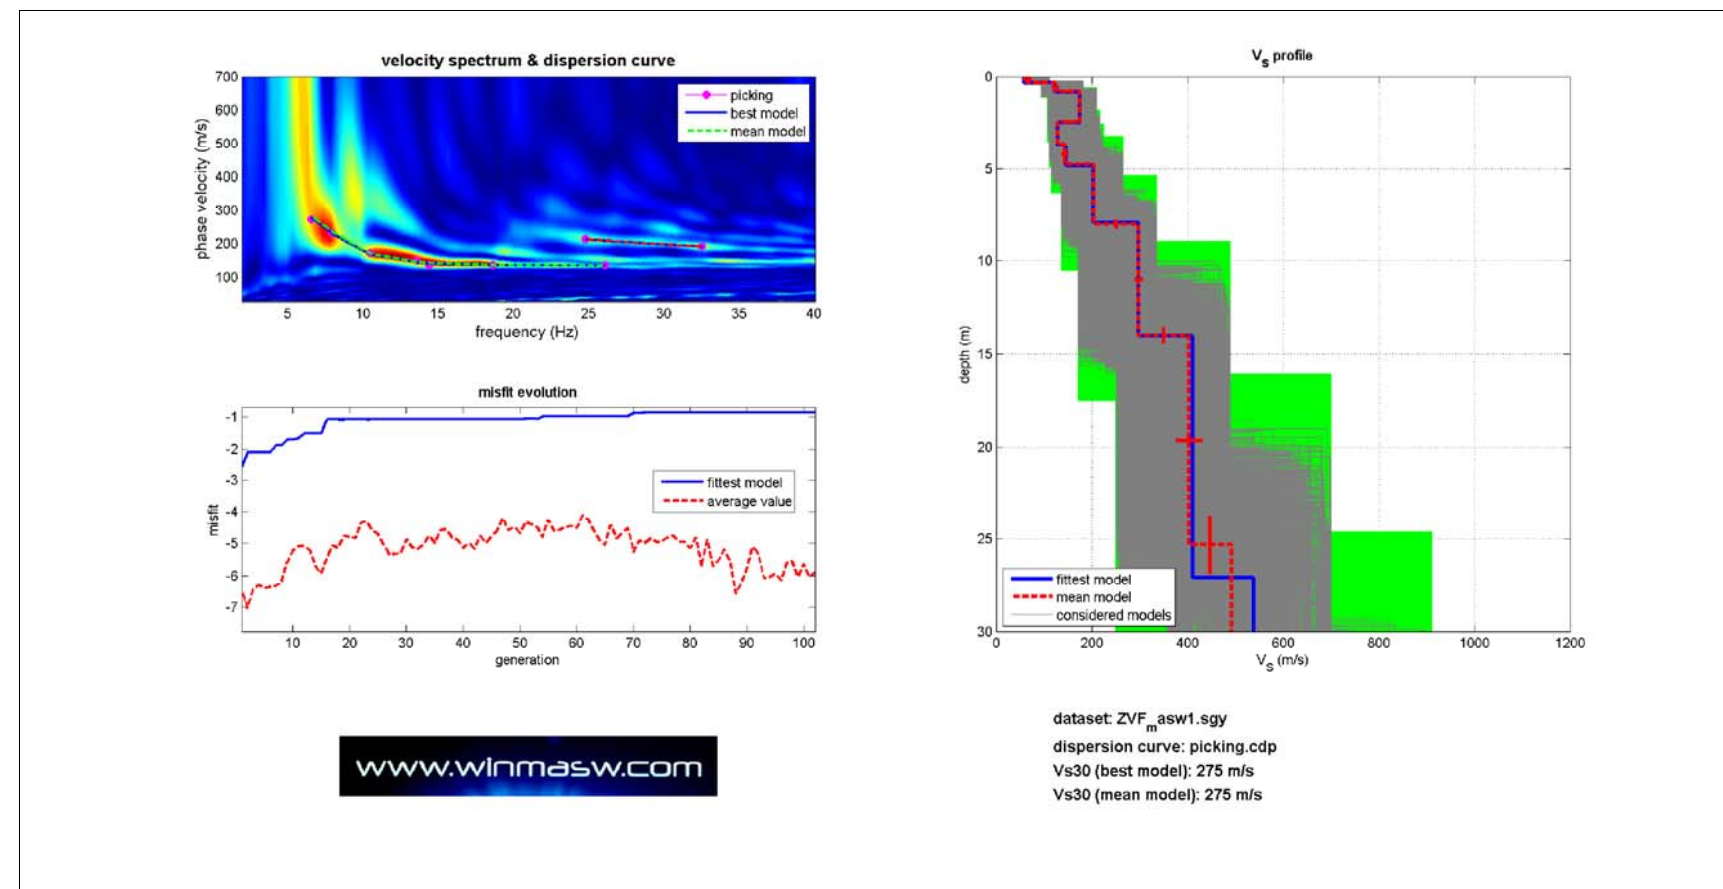 velocity spectrum & dispersion curve
700
600
500
400
300
200
100
phase velocity (m/s)
picking
best model
mean model
5 10 15 20 25 30 35 40
frequency (Hz)
misfit evolution
-1
-2
-3
-4
-5
-6
-7
misfit
fittest model
average value
10 20 30 40 50 60 70 80 90 100
generation
www.winmasw.com
VS profile
0
5
10
15
20
25
30
depth (m)
fittest model
mean model
considered models
0 200 400 600 800 1000 1200
VS (m/s)
dataset: ZVFmasw1.sgy
dispersion curve: picking.cdp
Vs30 (best model): 275 m/s
Vs30 (mean model): 275 m/s